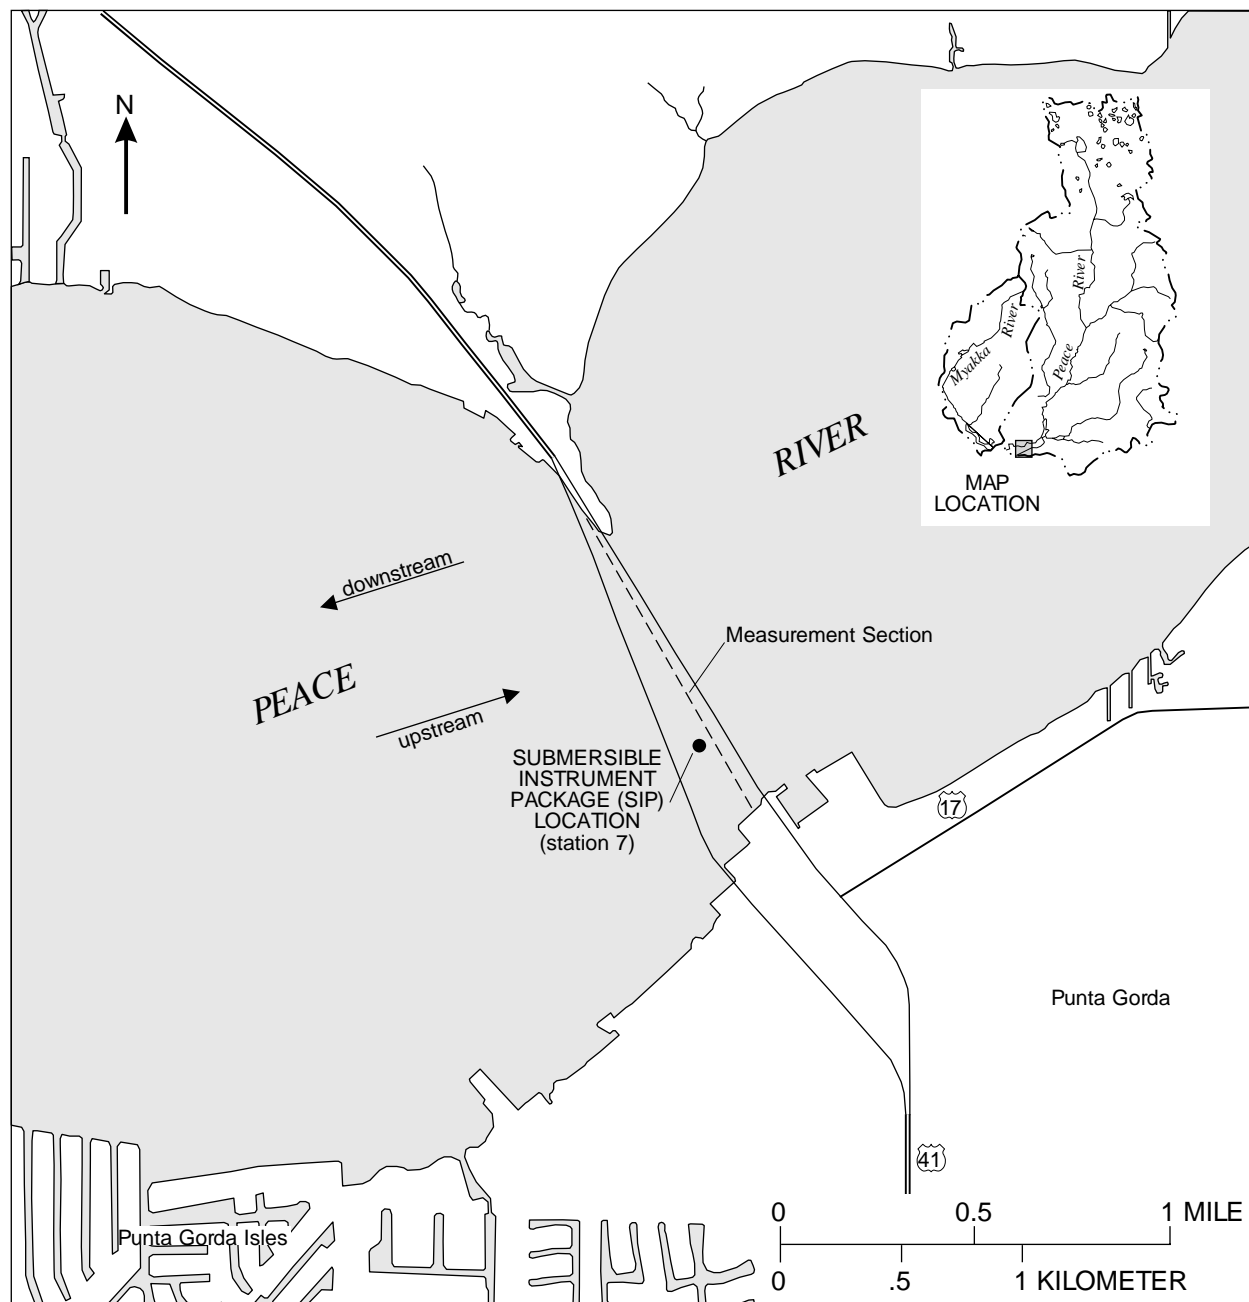 N
River
River
Myakka
Peace
MAP
LOCATION
RIVER
downstream
Measurement Section
PEACE
upstream
SUBMERSIBLE
INSTRUMENT
PACKAGE (SIP)
LOCATION
(station 7)
17
Punta Gorda
41
Punta Gorda Isles
0 0.5 1 MILE
0 .5 1 KILOMETER